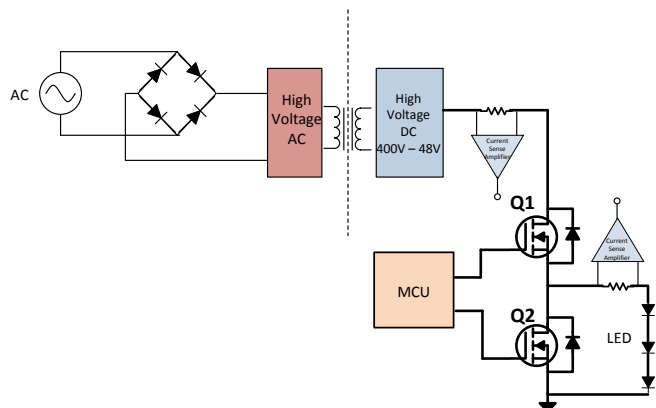 AC
High
Voltage
AC
High
Voltage
DC
400V – 48V
Current
Sense
Amplifier
Q1
Current
Sense
Amplifier
MCU
Q2
LED